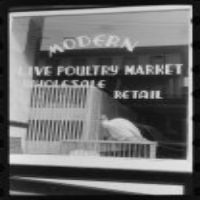 MODERN
LIVE POULTRY MARKET
WHOLESALE
RETAIL